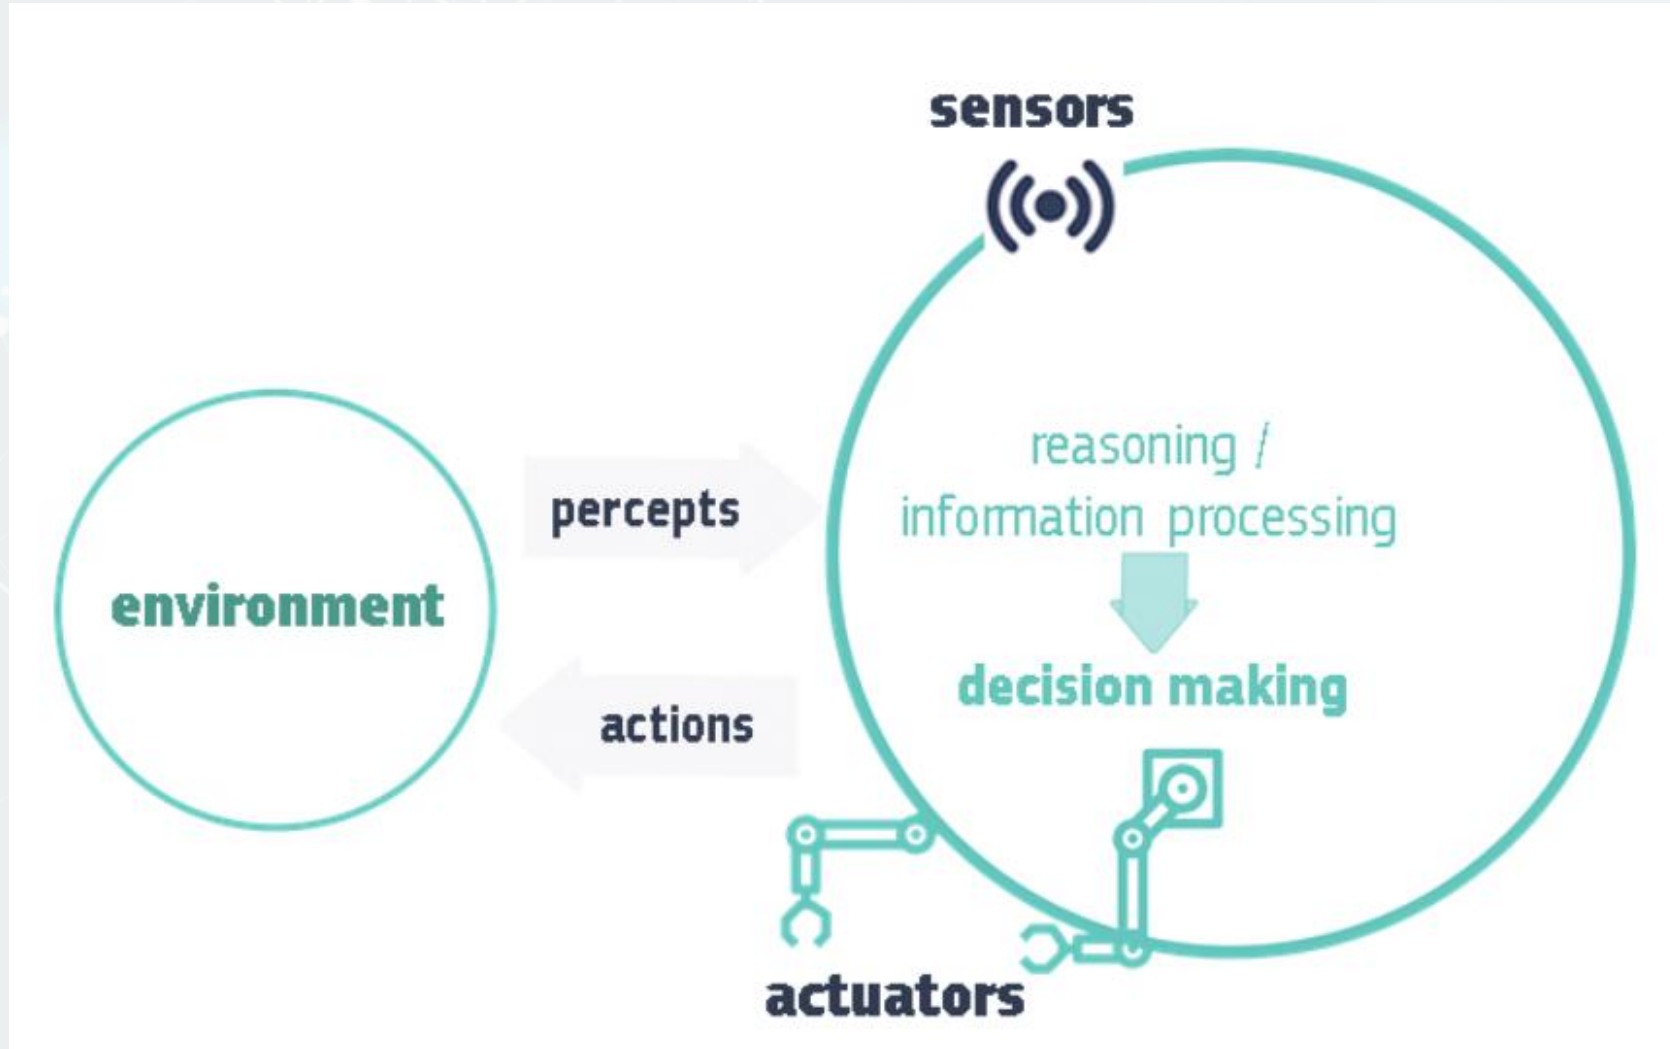 sensors
environment
percepts
actions
reasoning /
information processing
decision making
actuators